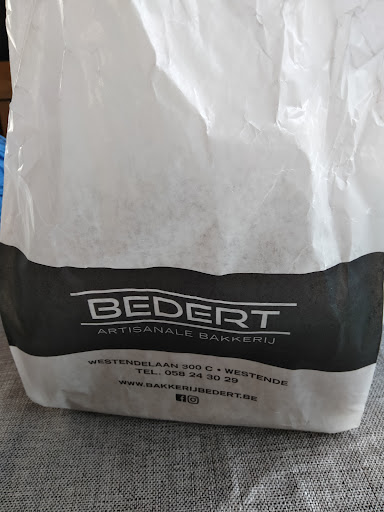 BEDERT
ARTISANALE BAKKERIJ
WESTENDELAAN 300 C • WESTENDE
TEL. 058 24 30 29
WWW.BAKKERIJBEDERT.BE